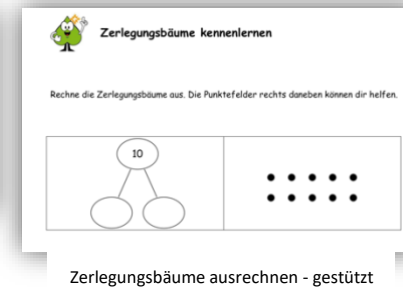 Zerlegungsbäume kennenlernen
Rechne die Zerlegungsbäume aus. Die Punktefelder rechts daneben können dir helfen.
10
Zerlegungsbäume ausrechnen - gestützt